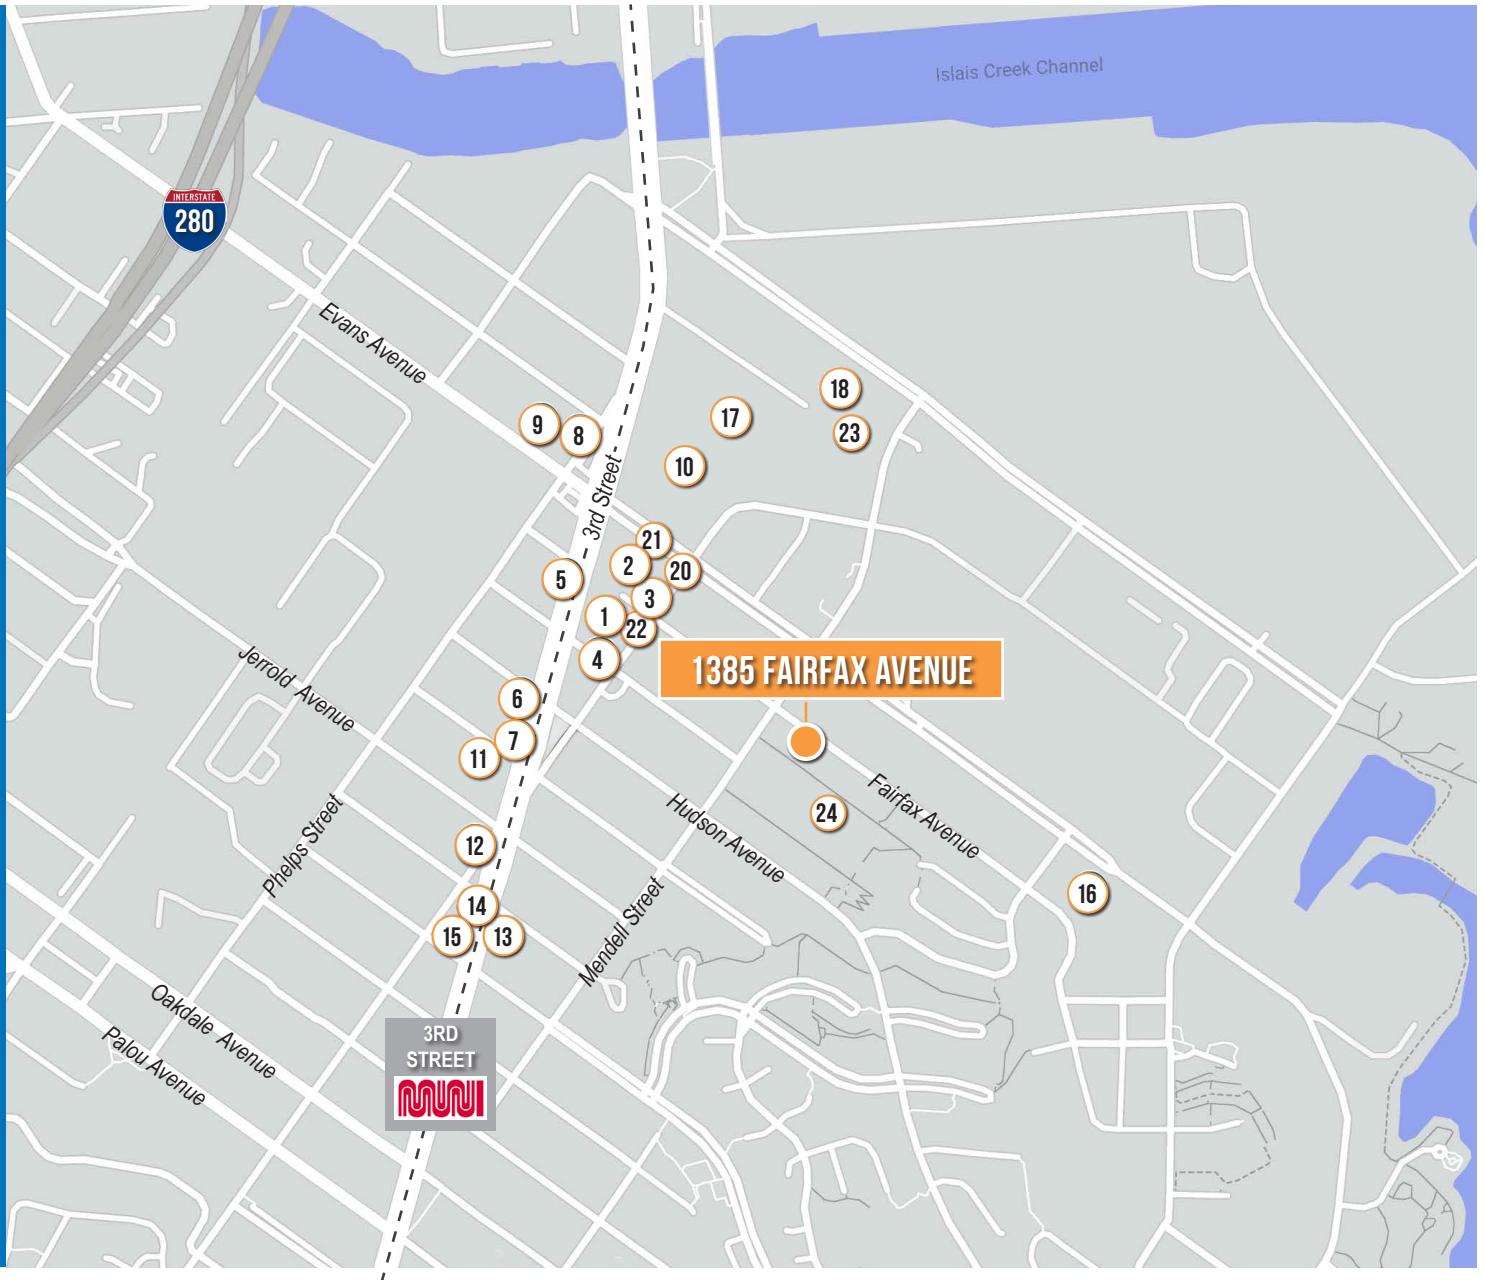 Islais Creek Channel
INTERSTATE
280
Evans Avenue
18
17
9
8
23
10
3rd Street
21
2
20
5
3
1
22
4
1385 FAIRFAX AVENUE
Jerrold Avenue
6
7
11
Fairfax Avenue
Hudson Avenue
24
Phelps Street
12
16
14
15
13
Mendell Street
Oakdale Avenue
Palou Avenue
3RD
STREET
MUNI